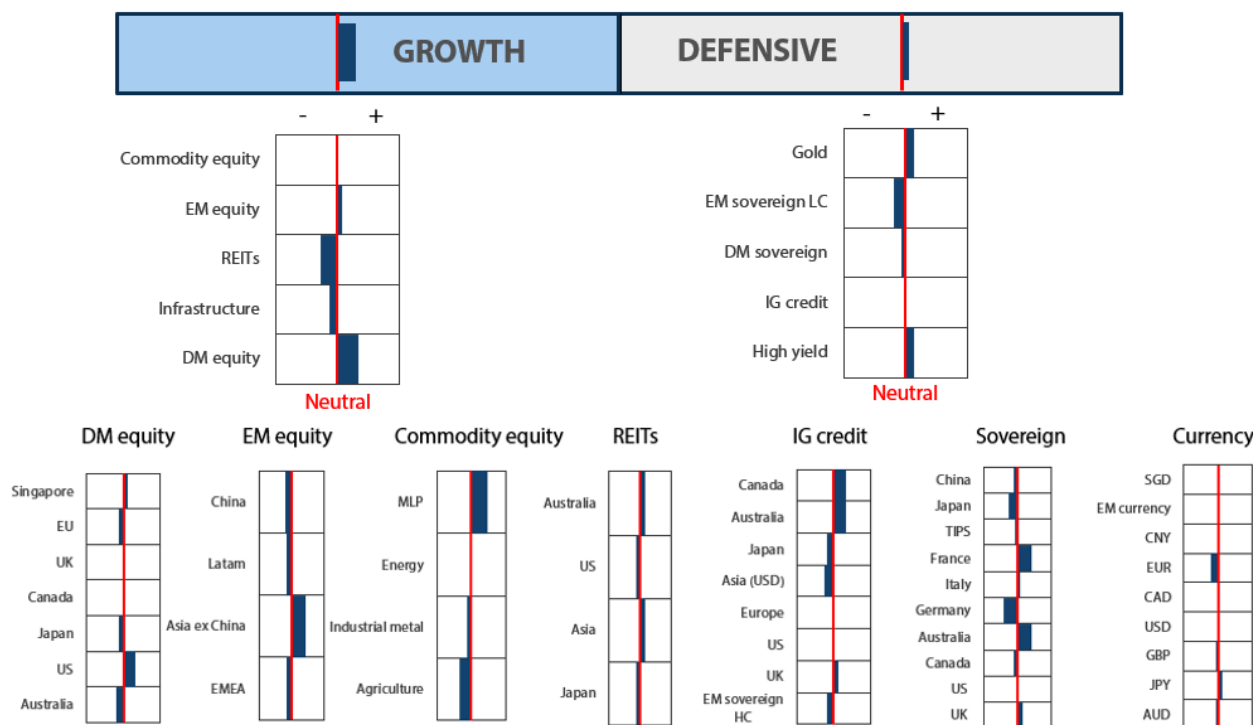 GROWTH
DEFENSIVE
- +
Commodity equity
EM equity
REITs
Infrastructure
DM equity
Neutral
- +
Gold
EM sovereign LC
DM sovereign
IG credit
High yield
Neutral
DM equity
Singapore
EU
UK
Canada
Japan
US
Australia
EM equity
China
Latam
Asia ex China
EMEA
Commodity equity
MLP
Energy
Industrial metal
Agriculture
REITs
Australia
US
Asia
Japan
IG credit
Canada
Australia
Japan
Asia (USD)
Europe
US
UK
EM sovereign
HC
Sovereign
China
Japan
TIPS
France
Italy
Germany
Australia
Canada
US
UK
Currency
SGD
EM currency
CNY
EUR
CAD
USD
GBP
JPY
AUD